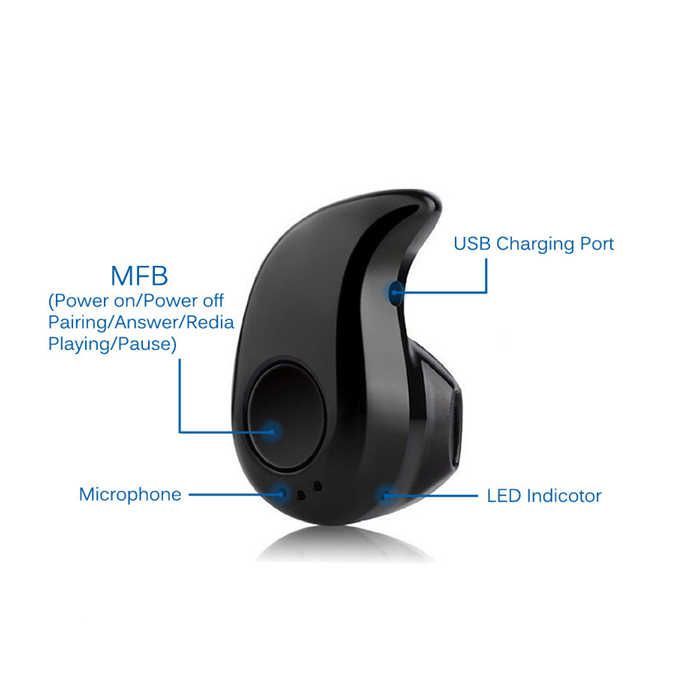 USB Charging Port
MFB
(Power on/Power off
Pairing/Answer/Redia
Playing/Pause)
Microphone
LED Indicotor